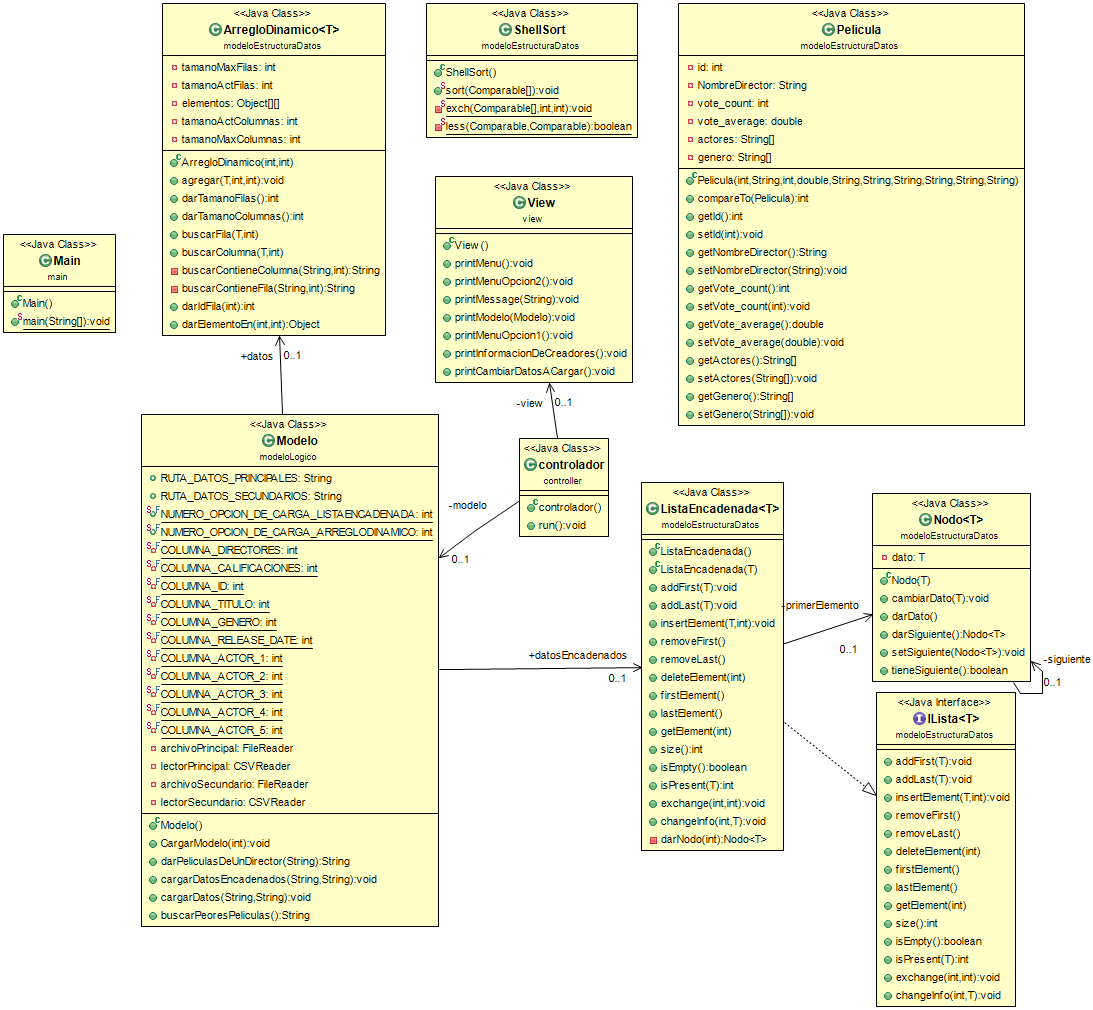 <<Java Class>>
ArregloDinamico<T>
modeloEstructuraDatos
tamanoMaxFilas: int
tamanoActFilas: int
elementos: Object[][]
tamanoActColumnas: int
tamanoMaxColumnas: int
ArregloDinamico(int,int)
agregar(T,int,int):void
darTamanoFilas():int
darTamanoColumnas():int
buscarFila(T,int)
buscarColumna(T,int)
buscarContieneColumna(String,int):String
buscarContieneFila(String,int):String
darIdFila(int):int
darElementoEn(int,int):Object
<<Java Class>>
ShellSort
modeloEstructuraDatos
ShellSort()
sort(Comparable[]):void
exch(Comparable[],int,int):void
less(Comparable,Comparable):boolean
<<Java Class>>
Pelicula
modeloEstructuraDatos
id: int
NombreDirector: String
vote_count: int
vote_average: double
actores: String[]
genero: String[]
Pelicula(int,String,int,double,String,String,String,String,String,String)
compareTo(Pelicula):int
getId():int
setId(int):void
getNombreDirector():String
setNombreDirector(String):void
getVote_count():int
setVote_count(int):void
getVote_average():double
setVote_average(double):void
getActores():String[]
setActores(String[]):void
getGenero():String[]
setGenero(String[]):void
<<Java Class>>
View
view
View()
printMenu():void
printMenuOpcion2():void
printMessage(String):void
printModelo(Modelo):void
printMenuOpcion1():void
printInformacionDeCreadores():void
printCambiarDatosACargar():void
<<Java Class>>
Main
main
Main()
main(String[]):void
+datos
0..1
-view
0..1
<<Java Class>>
Modelo
modeloLogico
RUTA_DATOS_PRINCIPALES: String
RUTA_DATOS_SECUNDARIOS: String
NUMERO_OPCION_DE_CARGA_LISTAENCADENADA: int
NUMERO_OPCION_DE_CARGA_ARREGLODINAMICO: int
COLUMNA_DIRECTORES: int
COLUMNA_CALIFICACIONES: int
COLUMNA_ID: int
COLUMNA_TITULO: int
COLUMNA_GENERO: int
COLUMNA_RELEASE_DATE: int
COLUMNA_ACTOR_1: int
COLUMNA_ACTOR_2: int
COLUMNA_ACTOR_3: int
COLUMNA_ACTOR_4: int
COLUMNA_ACTOR_5: int
archivoPrincipal: FileReader
lectorPrincipal: CSVReader
archivoSecundario: FileReader
lectorSecundario: CSVReader
Modelo()
CargarModelo(int):void
darPeliculasDeUnDirector(String):String
cargarDatosEncadenados(String,String):void
cargarDatos(String,String):void
buscarPeoresPeliculas():String
<<Java Class>>
controlador
controller
controlador()
run():void
-modelo
0..1
+datosEncadenados
0..1
<<Java Class>>
ListaEncadenada<T>
modeloEstructuraDatos
ListaEncadenada()
ListaEncadenada(T)
addFirst(T):void
addLast(T):void
insertElement(T,int):void
removeFirst()
removeLast()
deleteElement(int)
firstElement()
lastElement()
getElement(int)
size():int
isEmpty():boolean
isPresent(T):int
exchange(int,int):void
changeInfo(int,T):void
darNodo(int):Nodo<T>
-primerElemento
0..1
<<Java Class>>
Nodo<T>
modeloEstructuraDatos
dato: T
Nodo(T)
cambiarDato(T):void
darDato()
darSiguiente():Nodo<T>
setSiguiente(Nodo<T>):void
tieneSiguiente():boolean
-siguiente
0..1
<<Java Interface>>
IILista<T>
modeloEstructuraDatos
addFirst(T):void
addLast(T):void
insertElement(T,int):void
removeFirst()
removeLast()
deleteElement(int)
firstElement()
lastElement()
getElement(int)
size():int
isEmpty():boolean
isPresent(T):int
exchange(int,int):void
changeInfo(int,T):void